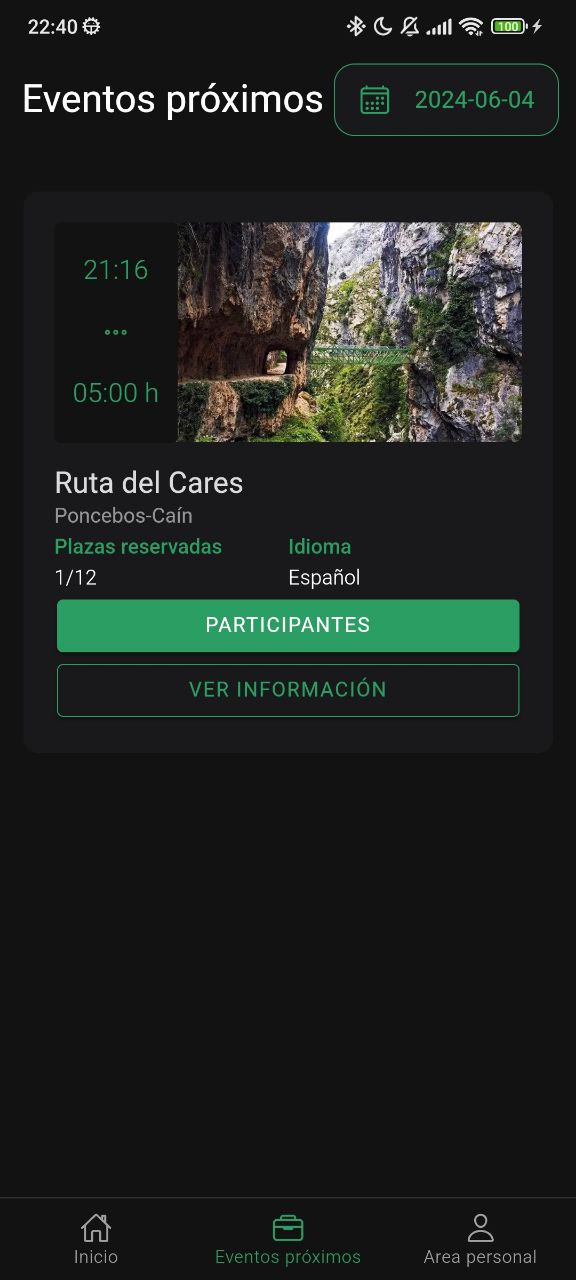 22:40
100
Eventos próximos
2024-06-04
21:16
05:00 h
Ruta del Cares
Poncebos-Caín
Plazas reservadas
Idioma
1/12
Español
PARTICIPANTES
VER INFORMACIÓN
Inicio
Eventos próximos
Area personal